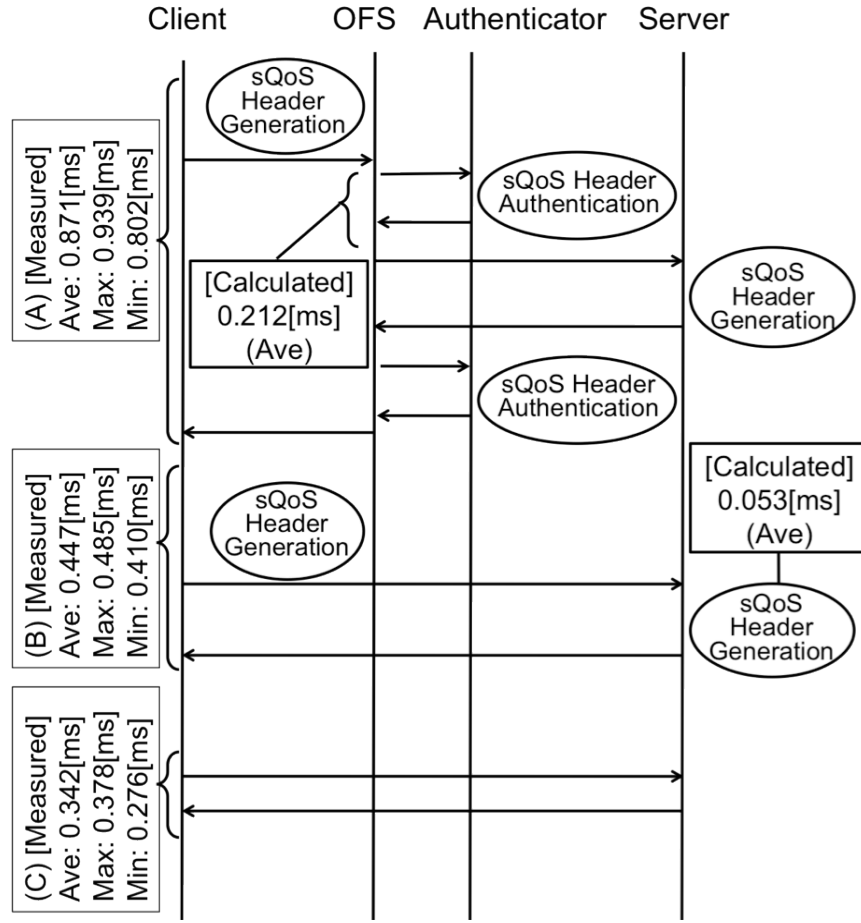 Client OFS Authenticator Server
sQoS
Header
Generation
sQoS Header
Authentication
(A) [Measured]
Ave: 0.871[ms]
Max: 0.939[ms]
Min: 0.802[ms]
[Calculated]
0.212[ms]
(Ave)
sQoS
Header
Generation
sQoS Header
Authentication
(B) [Measured]
Ave: 0.447[ms]
Max: 0.485[ms]
Min: 0.410[ms]
sQoS
Header
Generation
[Calculated]
0.053[ms]
(Ave)
sQoS
Header
Generation
(C) [Measured]
Ave: 0.342[ms]
Max: 0.378[ms]
Min: 0.276[ms]